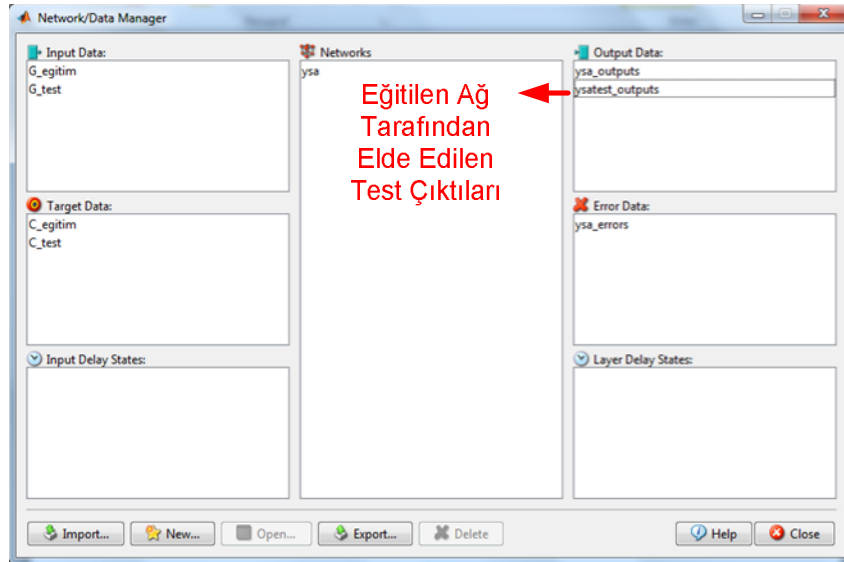 Network/Data Manager
Input Data:
G_egitim
G_test
Networks
ysa
Eğitilen Ağ
Tarafından
Elde Edilen
Test Çıktıları
Output Data:
ysa_outputs
ysatest_outputs
Target Data:
C_egitim
C_test
Error Data:
ysa_errors
Input Delay States:
Layer Delay States:
Import...
New...
Open...
Export...
Delete
Help
Close